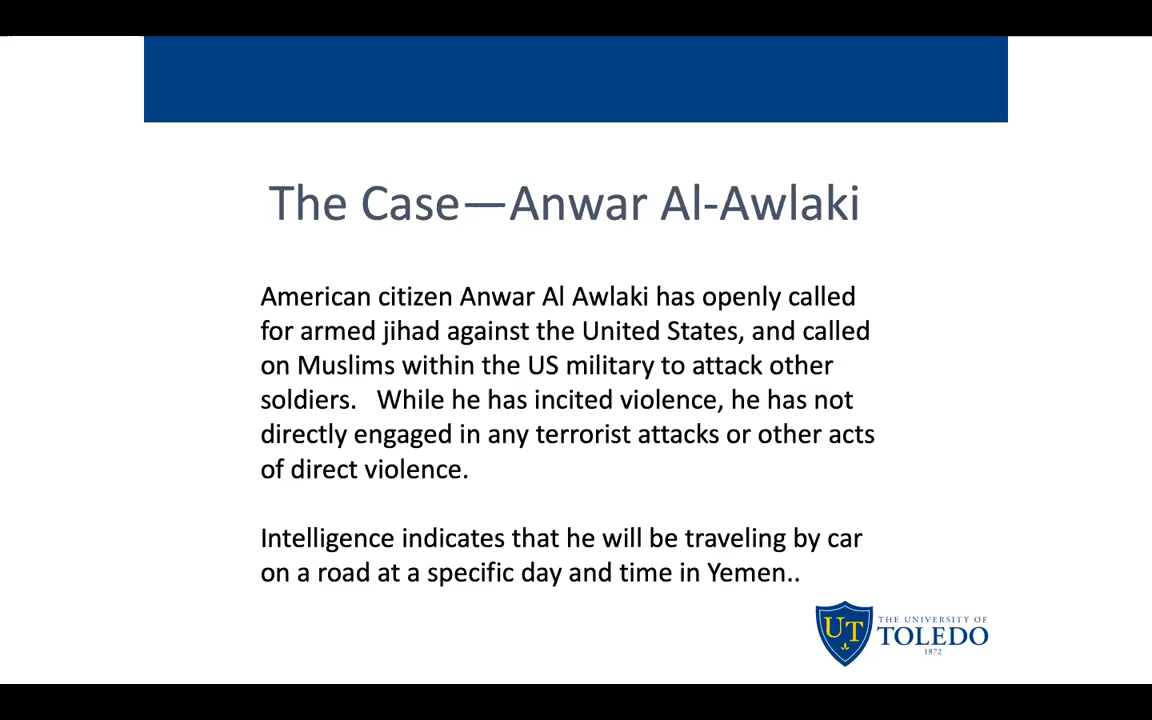 The Case—Anwar Al-Awlaki
American citizen Anwar Al Awlaki has openly called
for armed jihad against the United States, and called
on Muslims within the US military to attack other
soldiers.   While he has incited violence, he has not
directly engaged in any terrorist attacks or other acts
of direct violence.
Intelligence indicates that he will be traveling by car
on a road at a specific day and time in Yemen..
UT
THE UNIVERSITY OF
TOLEDO
1872